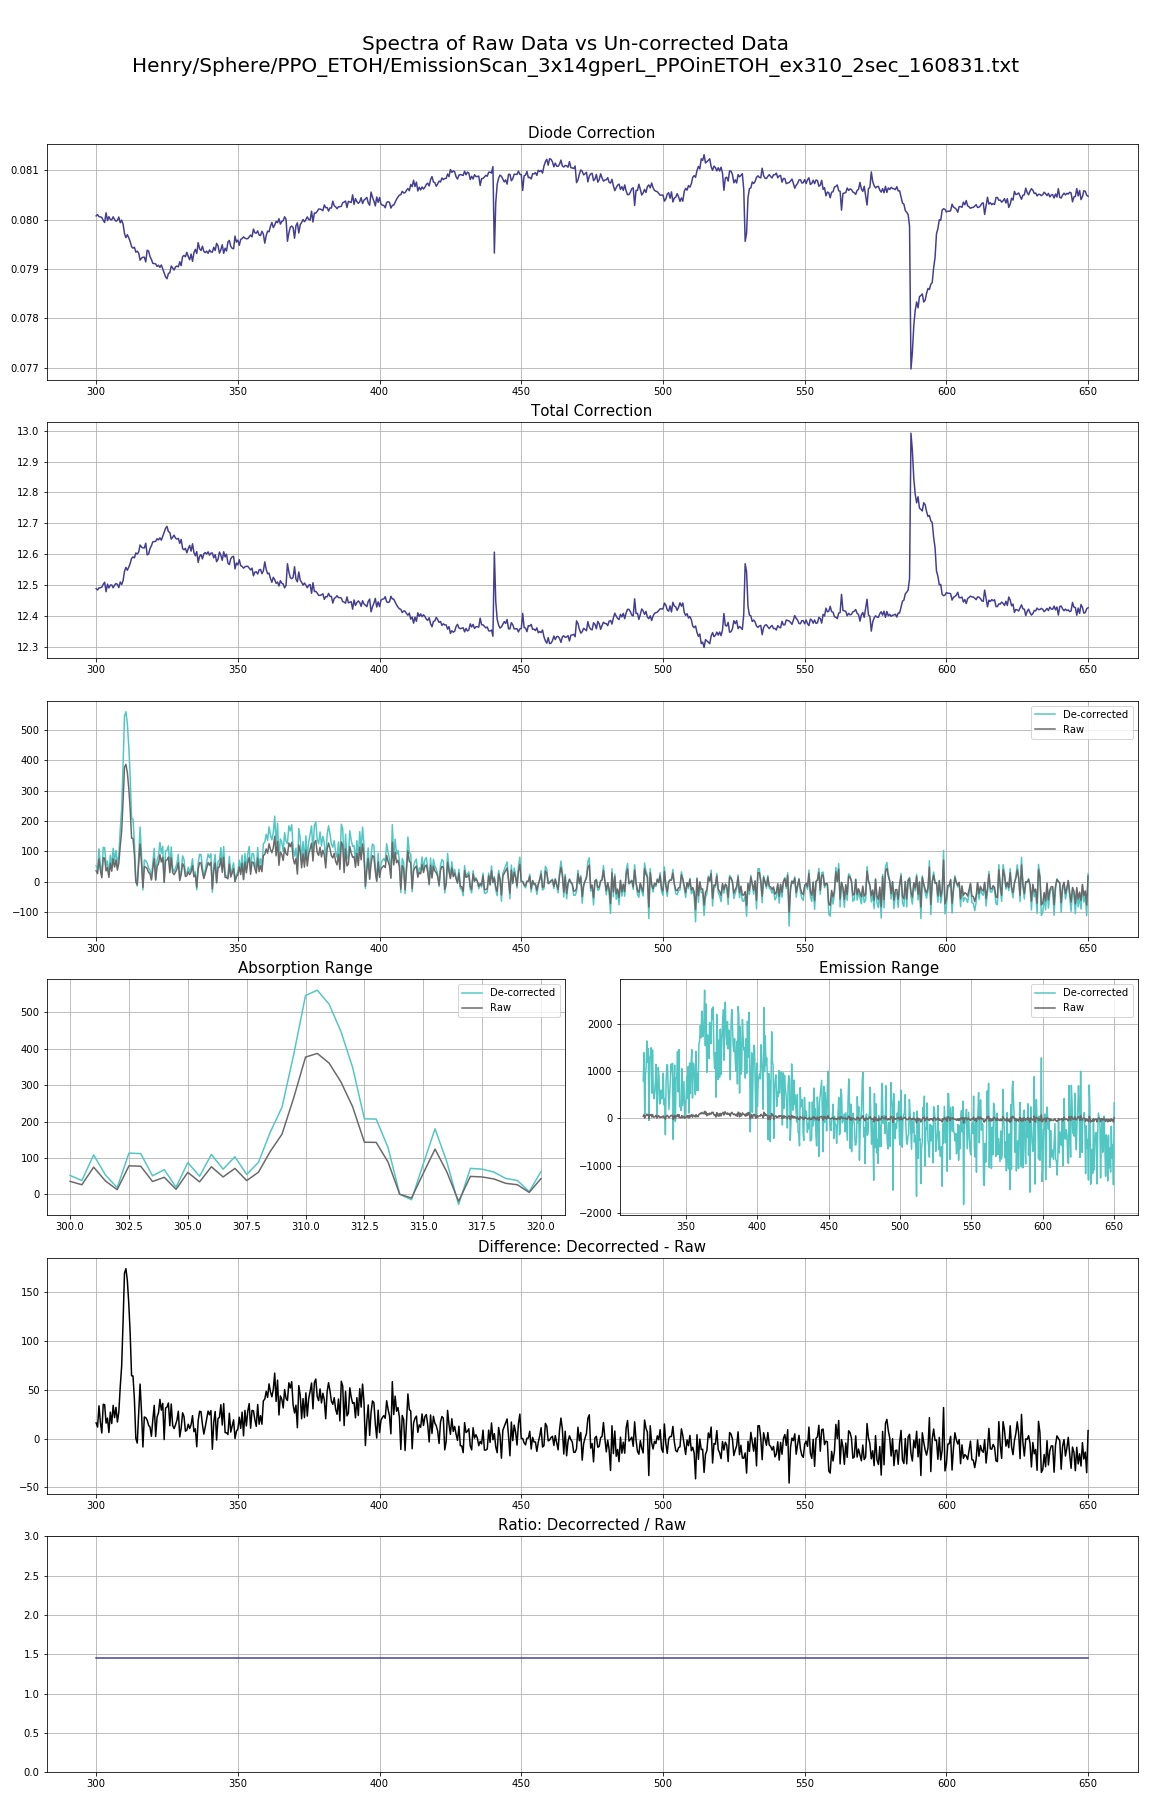 Spectra of Raw Data vs Un-corrected Data
Henry/Sphere/PPO_ETOH/EmissionScan_3x14gperL_PPOinETOH_ex310_2sec_160831.txt
Diode Correction
0.081
0.080
0.079
0.078
0.077
300 350 400 450 500 550 600 650
Total Correction
13.0
12.9
12.8
12.7
12.6
12.5
12.4
12.3
300 350 400 450 500 550 600 650
De-corrected
Raw
500
400
300
200
100
0
−100
300 350 400 450 500 550 600 650
Absorption Range
De-corrected
Raw
500
400
300
200
100
0
300.0 302.5 305.0 307.5 310.0 312.5 315.0 317.5 320.0
Emission Range
De-corrected
Raw
2000
1000
0
−1000
−2000
350 400 450 500 550 600 650
Difference: Decorrected - Raw
150
100
50
0
−50
300 350 400 450 500 550 600 650
Ratio: Decorrected / Raw
3.0
2.5
2.0
1.5
1.0
0.5
0.0
300 350 400 450 500 550 600 650